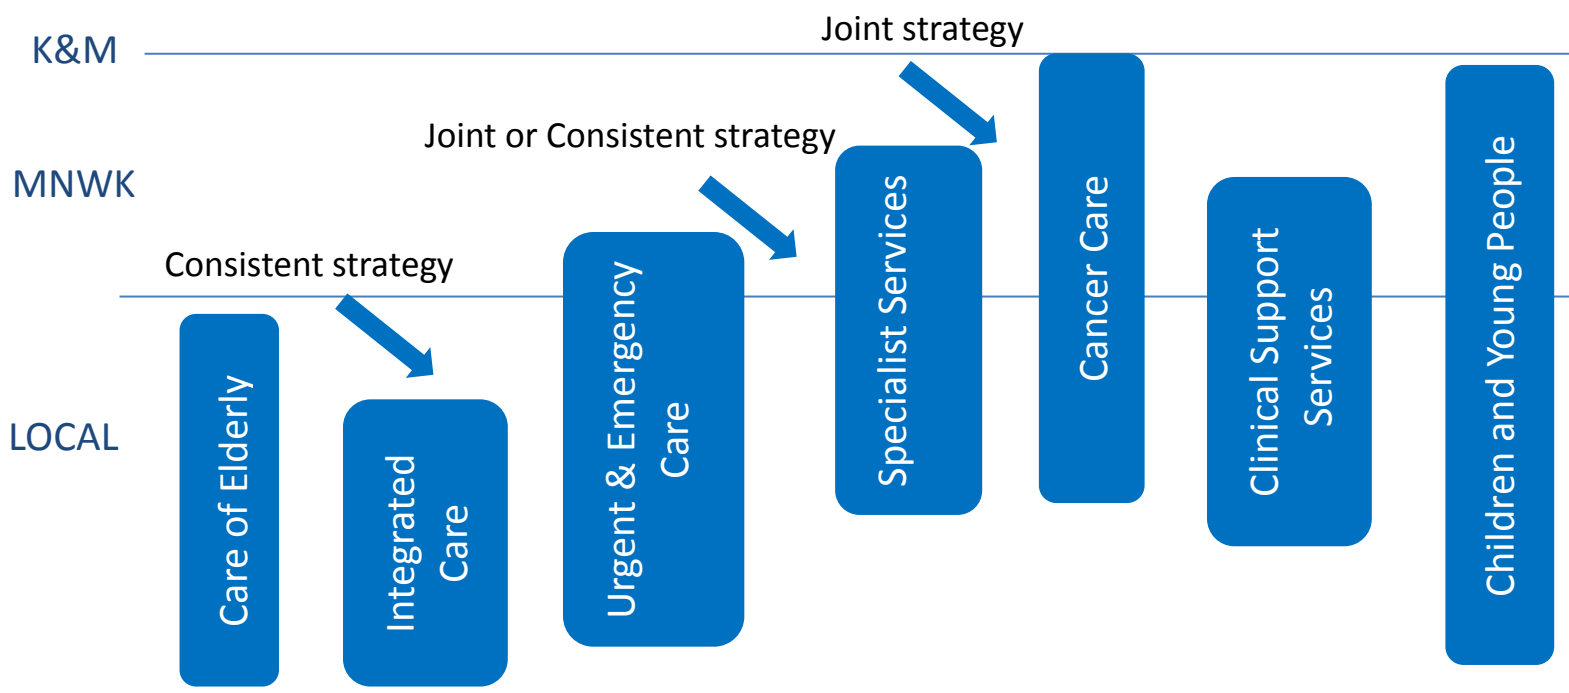 Joint strategy
K&M
Joint or Consistent strategy
MNWK
Consistent strategy
LOCAL
Care of Elderly
Integrated
Care
Urgent & Emergency
Care
Specialist Services
Cancer Care
Clinical Support
Services
Children and Young People